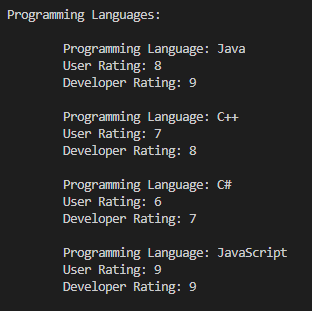 Programming Languages:
Programming Language: Java
User Rating: 8
Developer Rating: 9
Programming Language: C++
User Rating: 7
Developer Rating: 8
Programming Language: C#
User Rating: 6
Developer Rating: 7
Programming Language: JavaScript
User Rating: 9
Developer Rating: 9